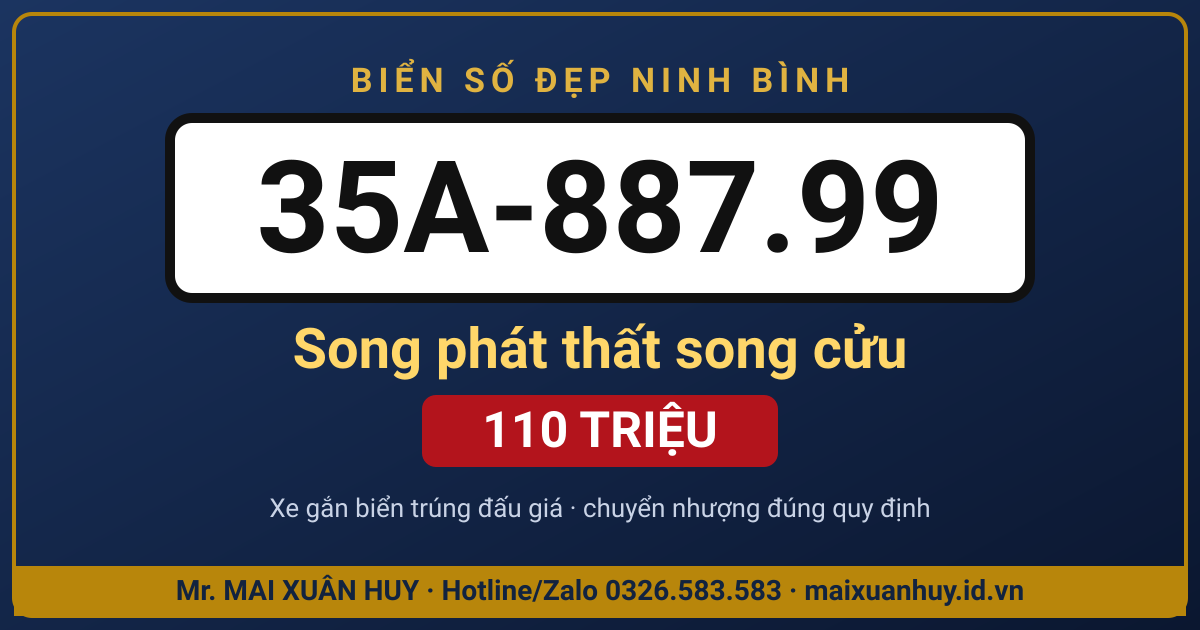 BIỂN SỐ ĐẸP NINH BÌNH
35A-887.99
Song phát thất song cửu
110 TRIỆU
Xe gắn biển trúng đấu giá · chuyển nhượng đúng quy định
Mr. MAI XUÂN HUY · Hotline/Zalo 0326.583.583 · maixuanhuy.id.vn